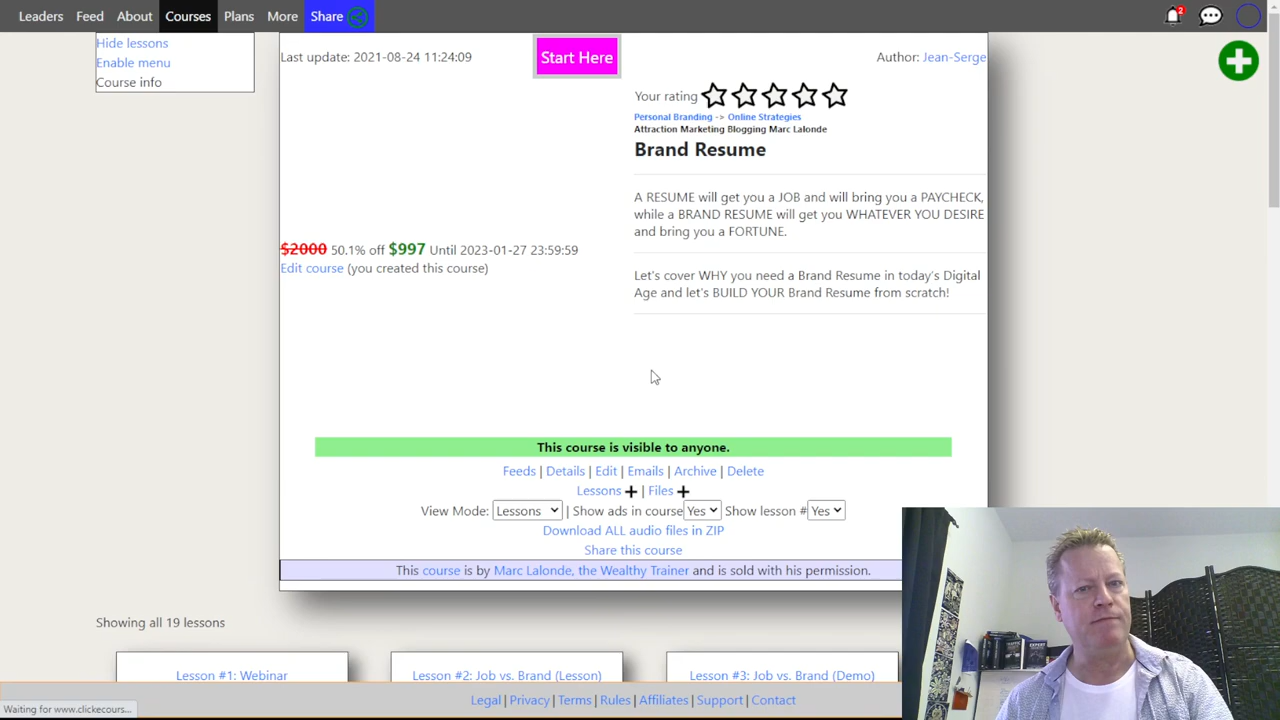 Leaders Feed About Courses Plans More Share 2
Hide lessons
Enable menu
Course info
Last update: 2021-08-24 11:24:09 Start Here Author: Jean-Serge
Your rating
Personal Branding -> Online Strategies
Attraction Marketing Blogging Marc Lalonde
Brand Resume
A RESUME will get you a JOB and will bring you a PAYCHECK,
while a BRAND RESUME will get you WHATEVER YOU DESIRE
and bring you a FORTUNE.
$2000 50.1% off $997 Until 2023-01-27 23:59:59
Edit course (you created this course)
Let's cover WHY you need a Brand Resume in today's Digital
Age and let's BUILD YOUR Brand Resume from scratch!
This course is visible to anyone.
Feeds | Details | Edit | Emails | Archive | Delete
Lessons + | Files +
View Mode: Lessons | Show ads in course Yes Show lesson # Yes
Download ALL audio files in ZIP
Share this course
This course is by Marc Lalonde, the Wealthy Trainer and is sold with his permission.
Showing all 19 lessons
Lesson #1: Webinar Lesson #2: Job vs. Brand (Lesson) Lesson #3: Job vs. Brand (Demo)
Legal | Privacy | Terms | Rules | Affiliates | Support | Contact
Waiting for www.clickecours...